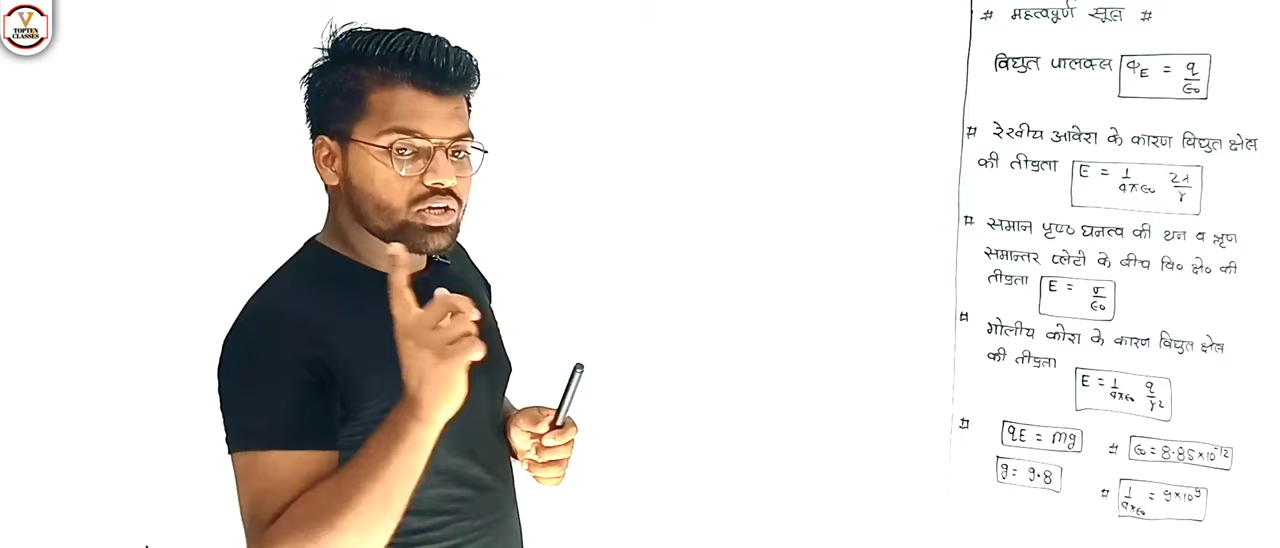 V
TOPTEN
CLASSES
# महत्वपूर्ण सूत्र #
विद्युत फ्लक्स ΦE = q/ε₀
# रेखीय आवेश के कारण विद्युत क्षेत्र
की तीव्रता E = 1/4πε₀ 2λ/r
# समान पृष्ठ घनत्व की धन व ऋण
समान्तर प्लेटो के बीच वि० क्षे० की
तीव्रता E = σ/ε₀
# गोलीय कोश के कारण विद्युत क्षेत्र
की तीव्रता
E = 1/4πε₀ q/r²
# qE = mg
g = 9.8
# ε₀ = 8.85×10⁻¹²
# 1/4πε₀ = 9×10⁹